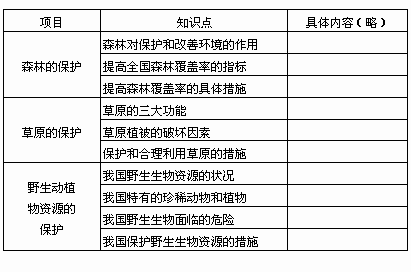 项目 知识点 具体内容（略）
森林的保护 森林对保护和改善环境的作用
提高全国森林覆盖率的指标
提高森林覆盖率的具体措施
草原的保护 草原的三大功能
草原植被的破坏因素
保护和合理利用草原的措施
野生动植
物资源的
保护
我国野生生物资源的状况
我国特有的珍稀动物和植物
我国野生生物面临的危险
我国保护野生生物资源的措施